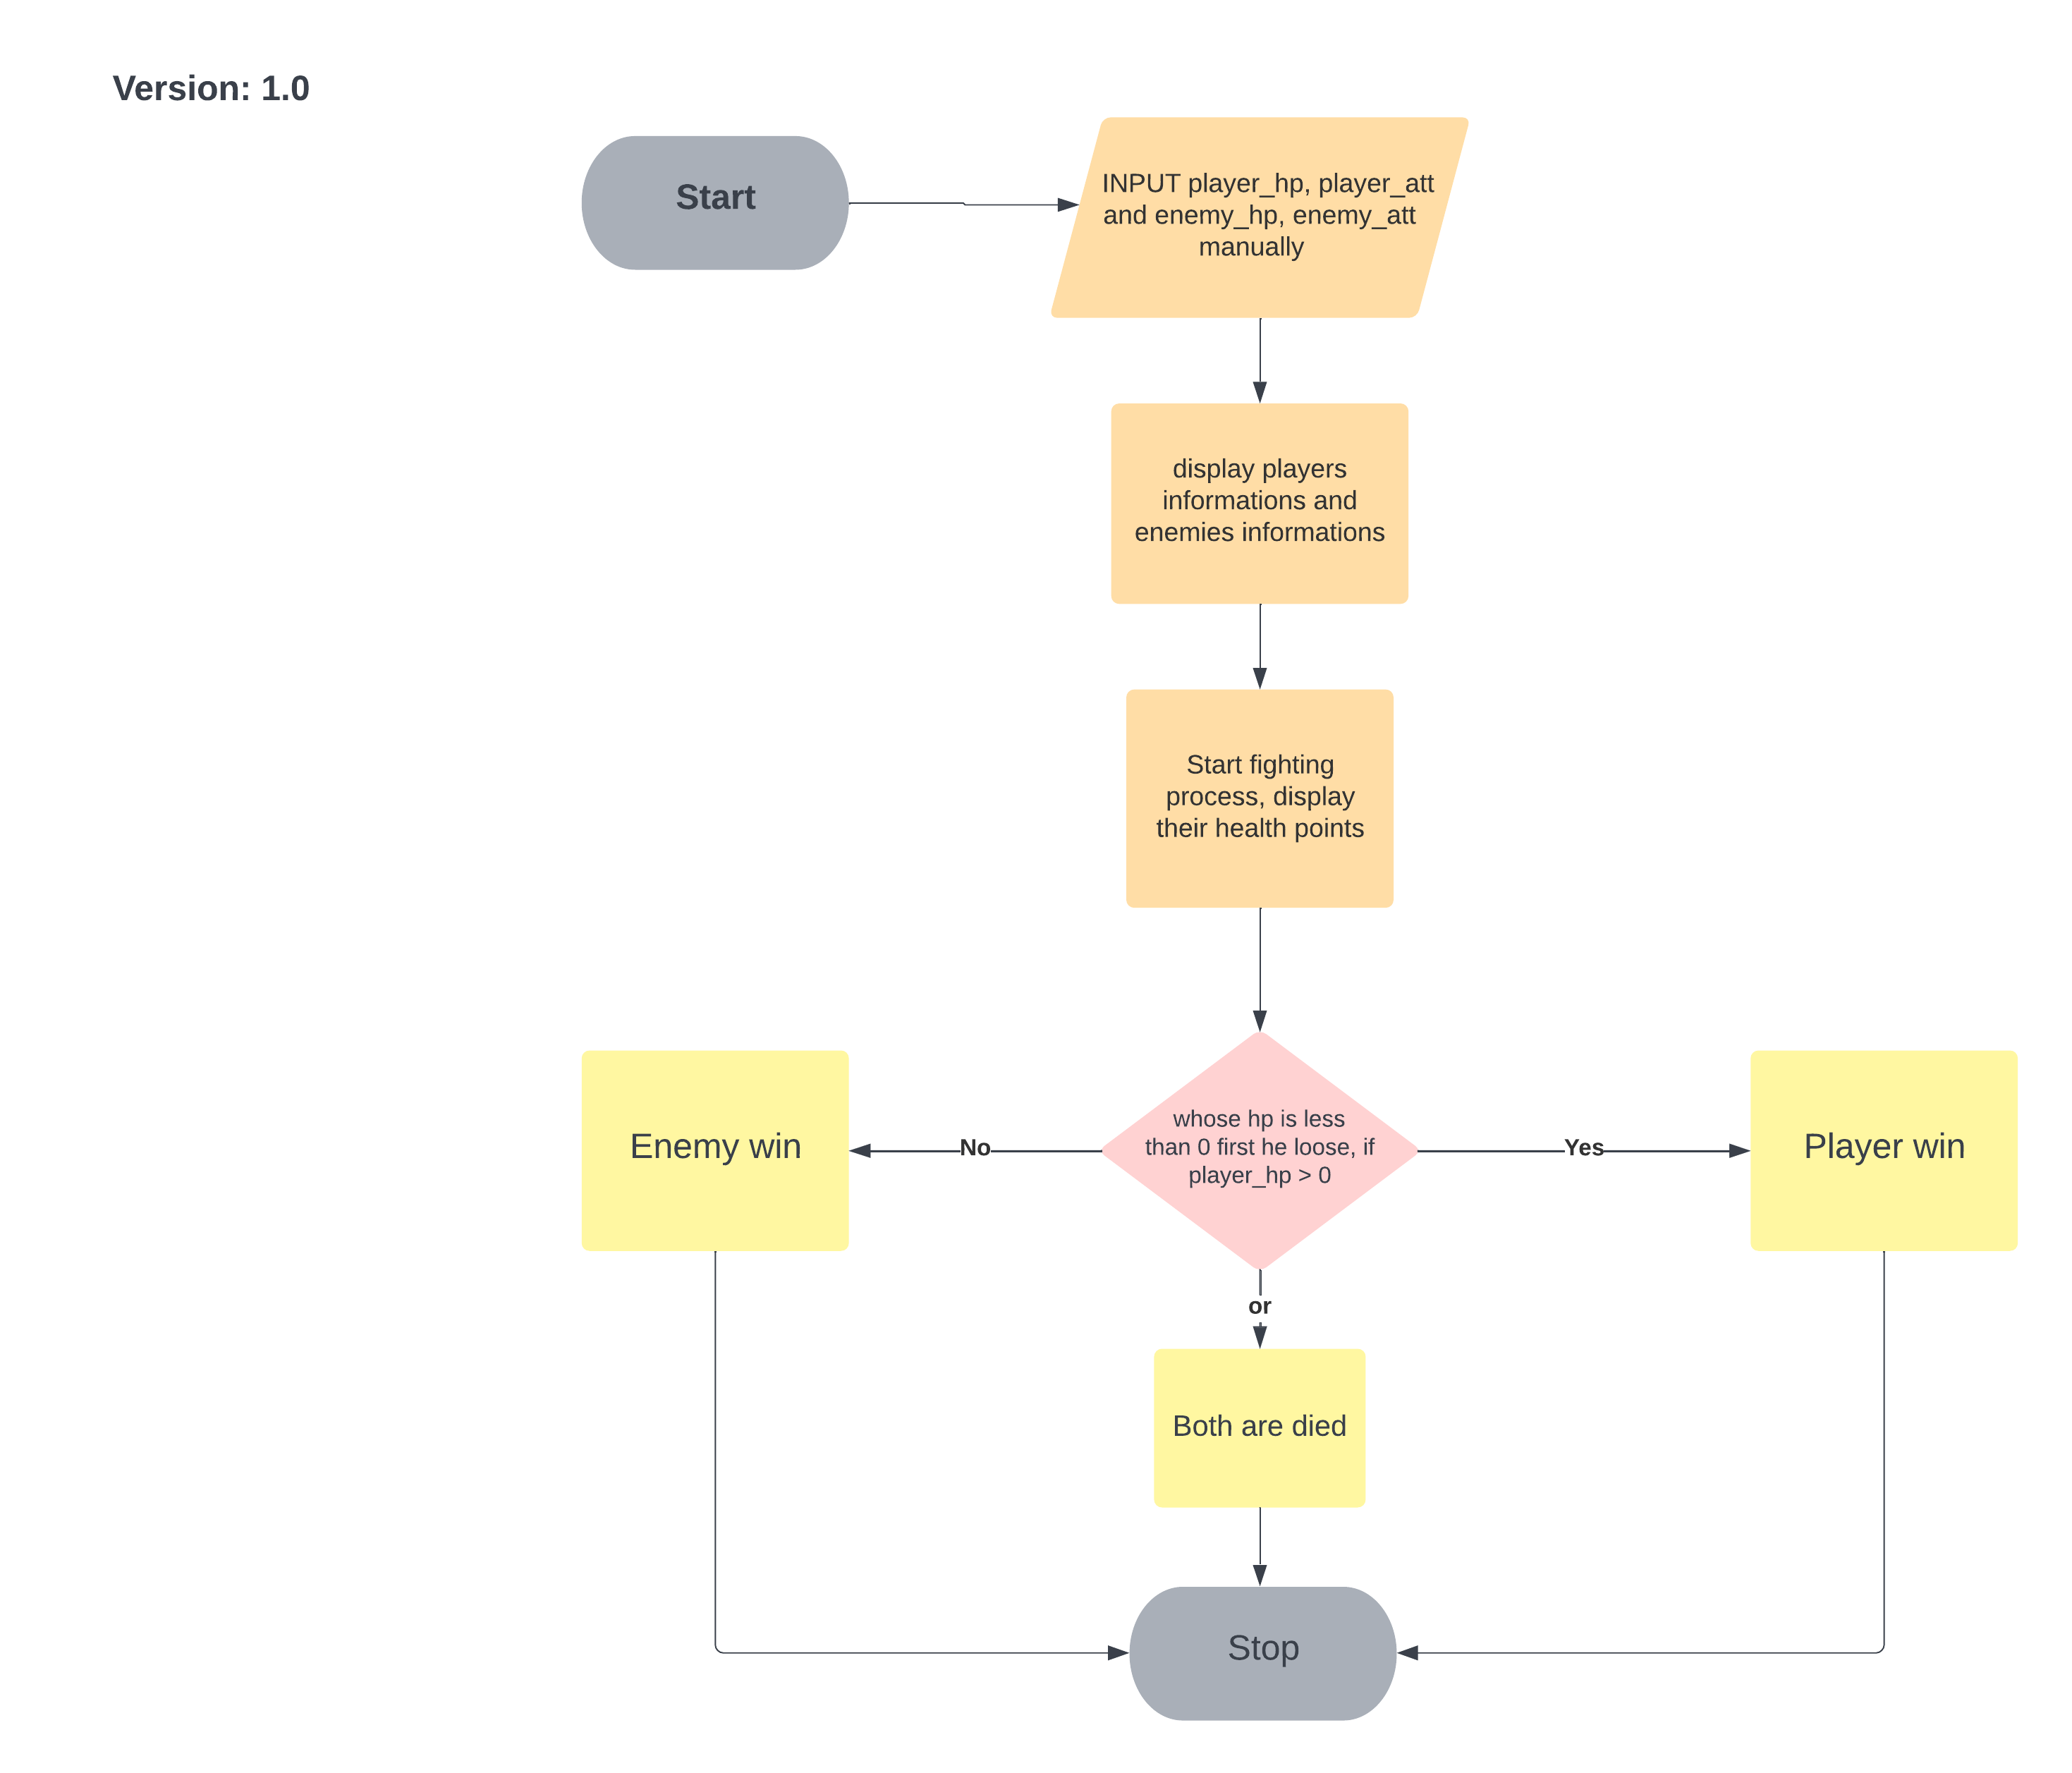 Version: 1.0
Start
INPUT player_hp, player_att
and enemy_hp, enemy_att
manually
display players
informations and
enemies informations
Start fighting
process, display
their health points
whose hp is less
than 0 first he loose, if
player_hp > 0
No
Yes
Enemy win
Player win
or
Both are died
Stop